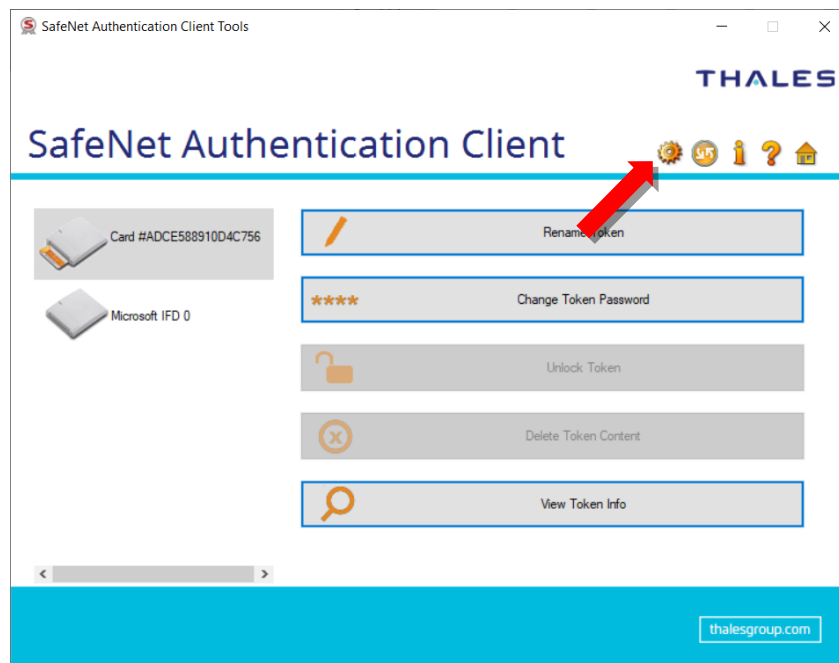 SafeNet Authentication Client Tools
THALES
SafeNet Authentication Client
Card #ADCE588910D4C756
Rename Token
Microsoft IFD 0
Change Token Password
Unlock Token
Delete Token Content
View Token Info
thalesgroup.com